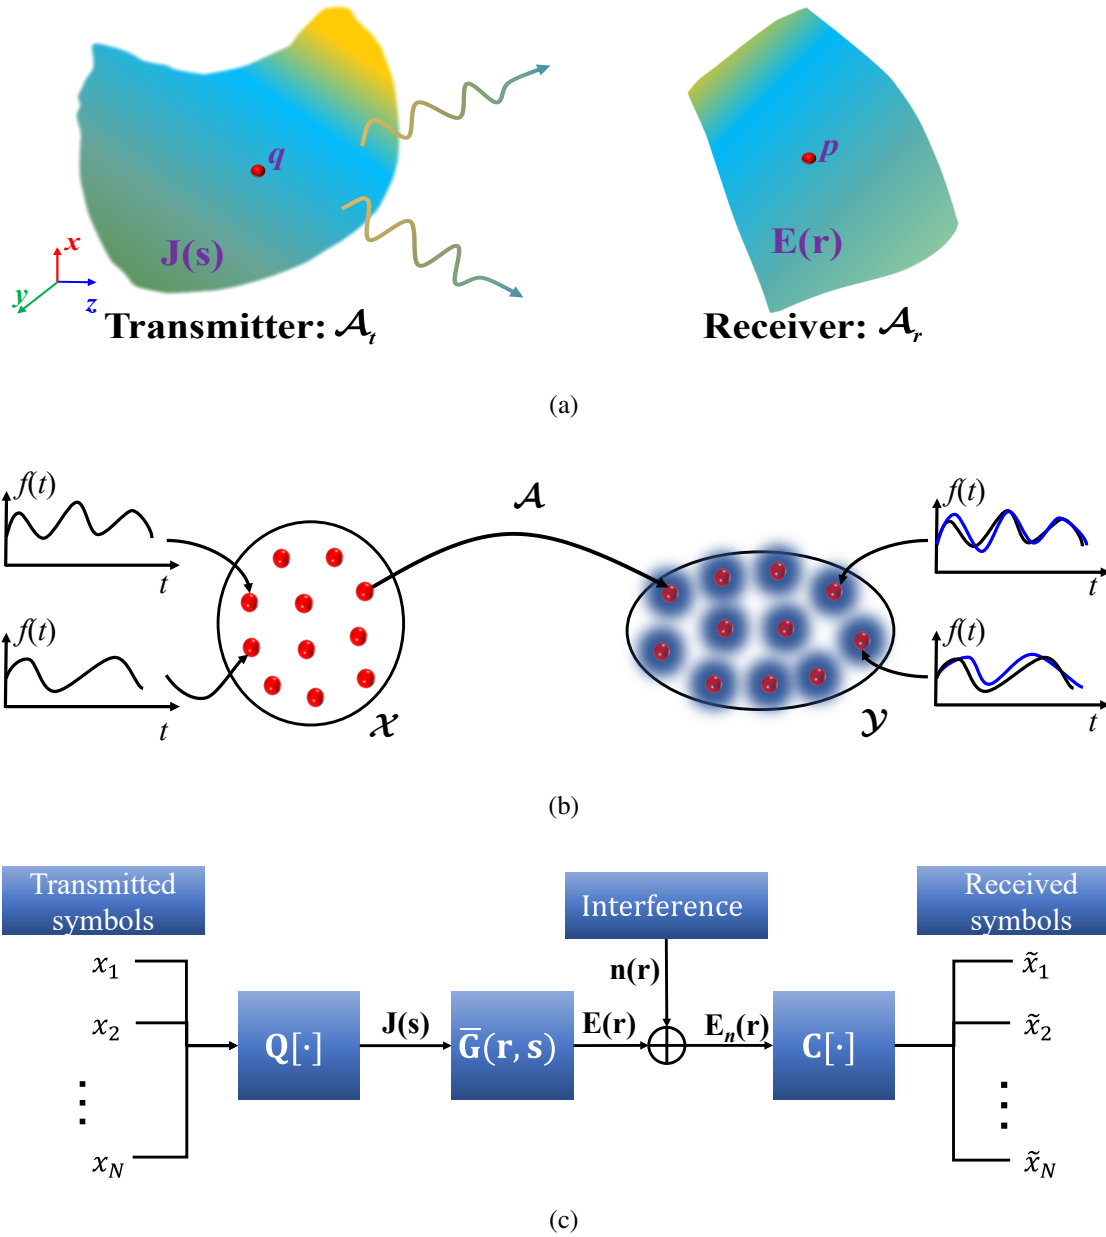 q
p
J(s)
E(r)
x
y
z
Transmitter: 𝒜t
Receiver: 𝒜r
(a)
f(t)
t
f(t)
t
𝒜
𝒳
𝒴
f(t)
t
f(t)
t
(b)
Transmitted
symbols
Interference
Received
symbols
x1
x2
⋮
xN
Q[·]
J(s)
G̅(r, s)
E(r)
n(r)
En(r)
C[·]
x̃1
x̃2
⋮
x̃N
(c)